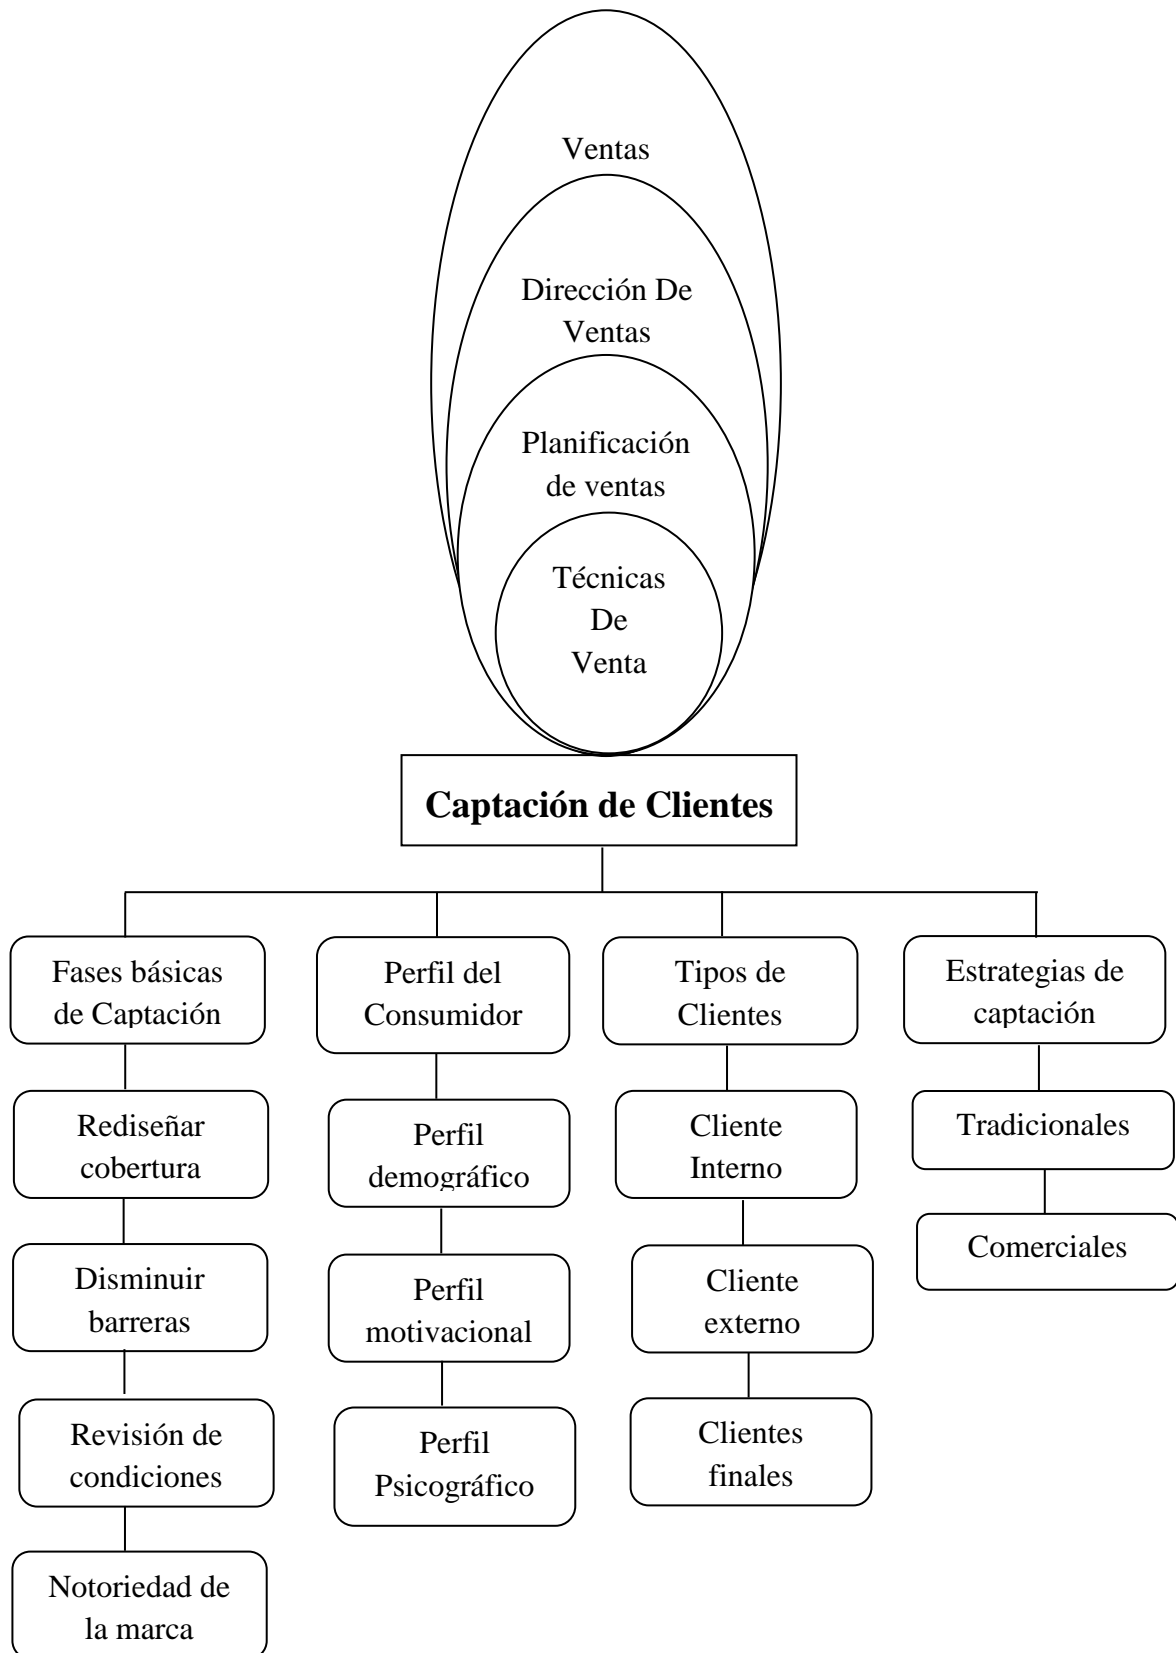 Ventas
Dirección De
Ventas
Planificación
de ventas
Técnicas
De
Venta
Captación de Clientes
Fases básicas
de Captación
Rediseñar
cobertura
Disminuir
barreras
Revisión de
condiciones
Notoriedad de
la marca
Perfil del
Consumidor
Perfil
demográfico
Perfil
motivacional
Perfil
Psicográfico
Tipos de
Clientes
Cliente
Interno
Cliente
externo
Clientes
finales
Estrategias de
captación
Tradicionales
Comerciales